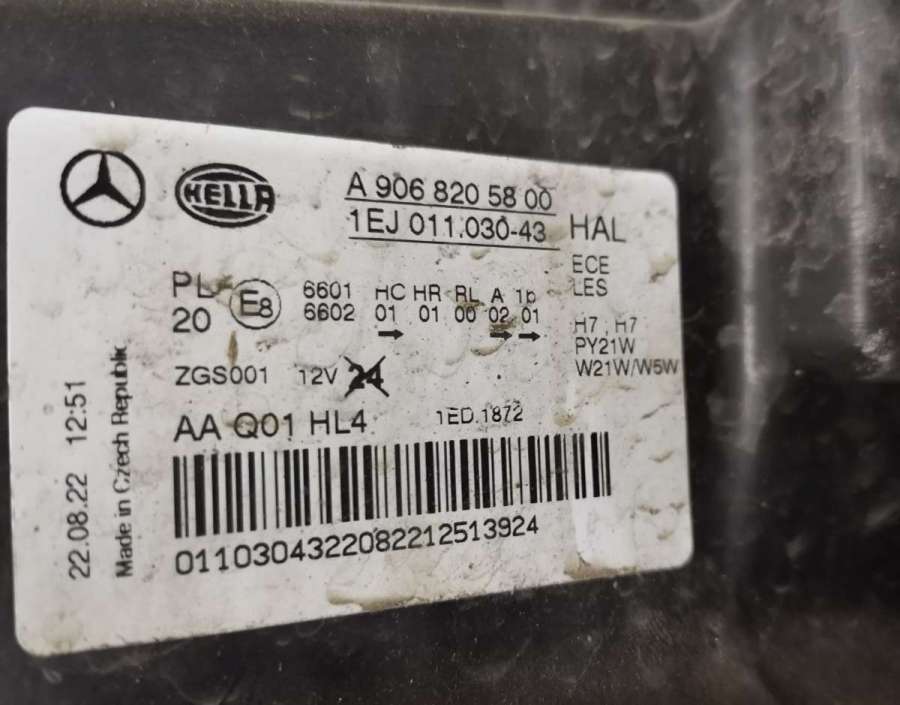 HELLA
A 906 820 58 00
1EJ 011.030-43 HAL
ECE
LES
PL
20
E8
6601 HC HR RL A 1b
6602 01 01 00 02 01
H7, H7
PY21W
W21W/W5W
ZGS001 12V 24
AA Q01 HL4 1ED.1872
0110304322082212513924
22.08.22 12:51
Made in Czech Republic